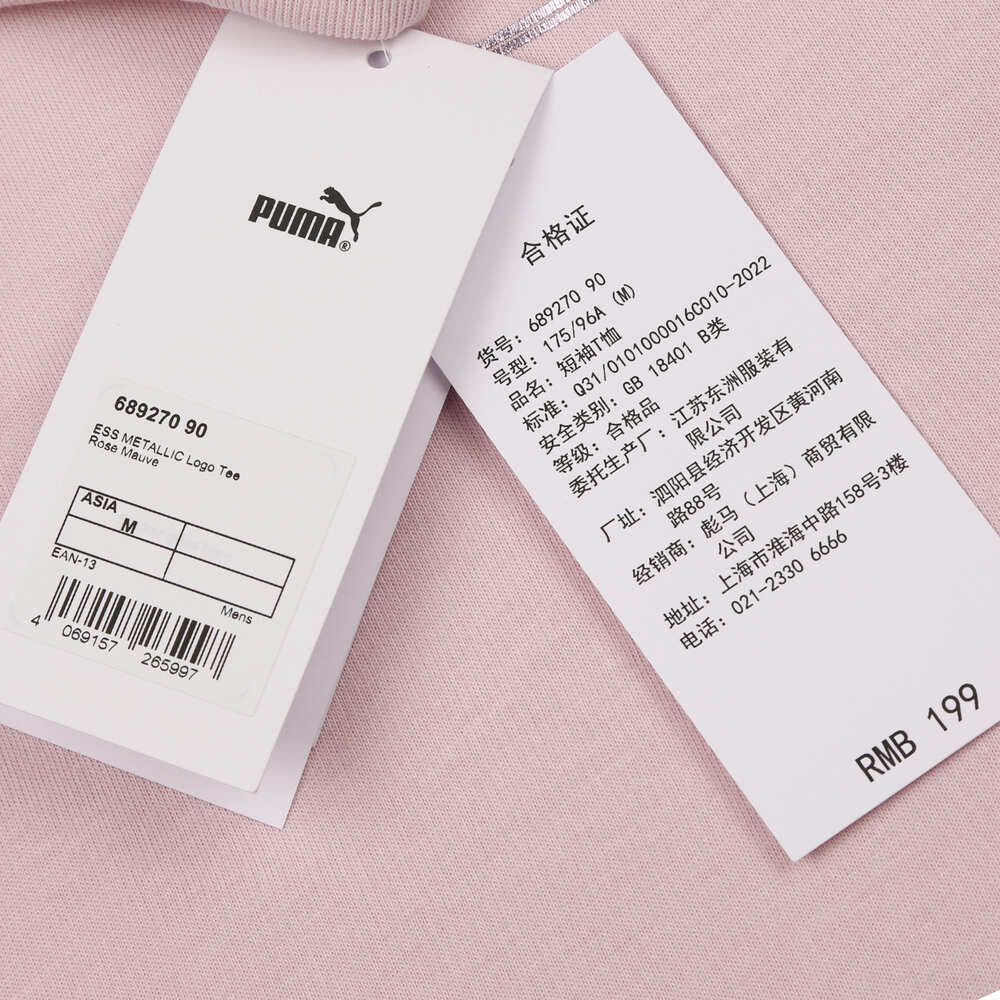 PUMA®
689270 90
ESS METALLIC Logo Tee
Rose Mauve
ASIA
M
EAN-13
Mens
4 069157 265997
合格证
货号: 689270 90
号型: 175/96A (M)
品名: 短袖T恤
标准: Q31/0101000016C010-2022
安全类别: GB 18401 B类
等级: 合格品
委托生产厂: 江苏东洲服装有
限公司
厂址: 泗阳县经济开发区黄河南
路88号
经销商: 彪马（上海）商贸有限
公司
地址: 上海市淮海中路158号3楼
电话: 021-2330 6666
RMB 199